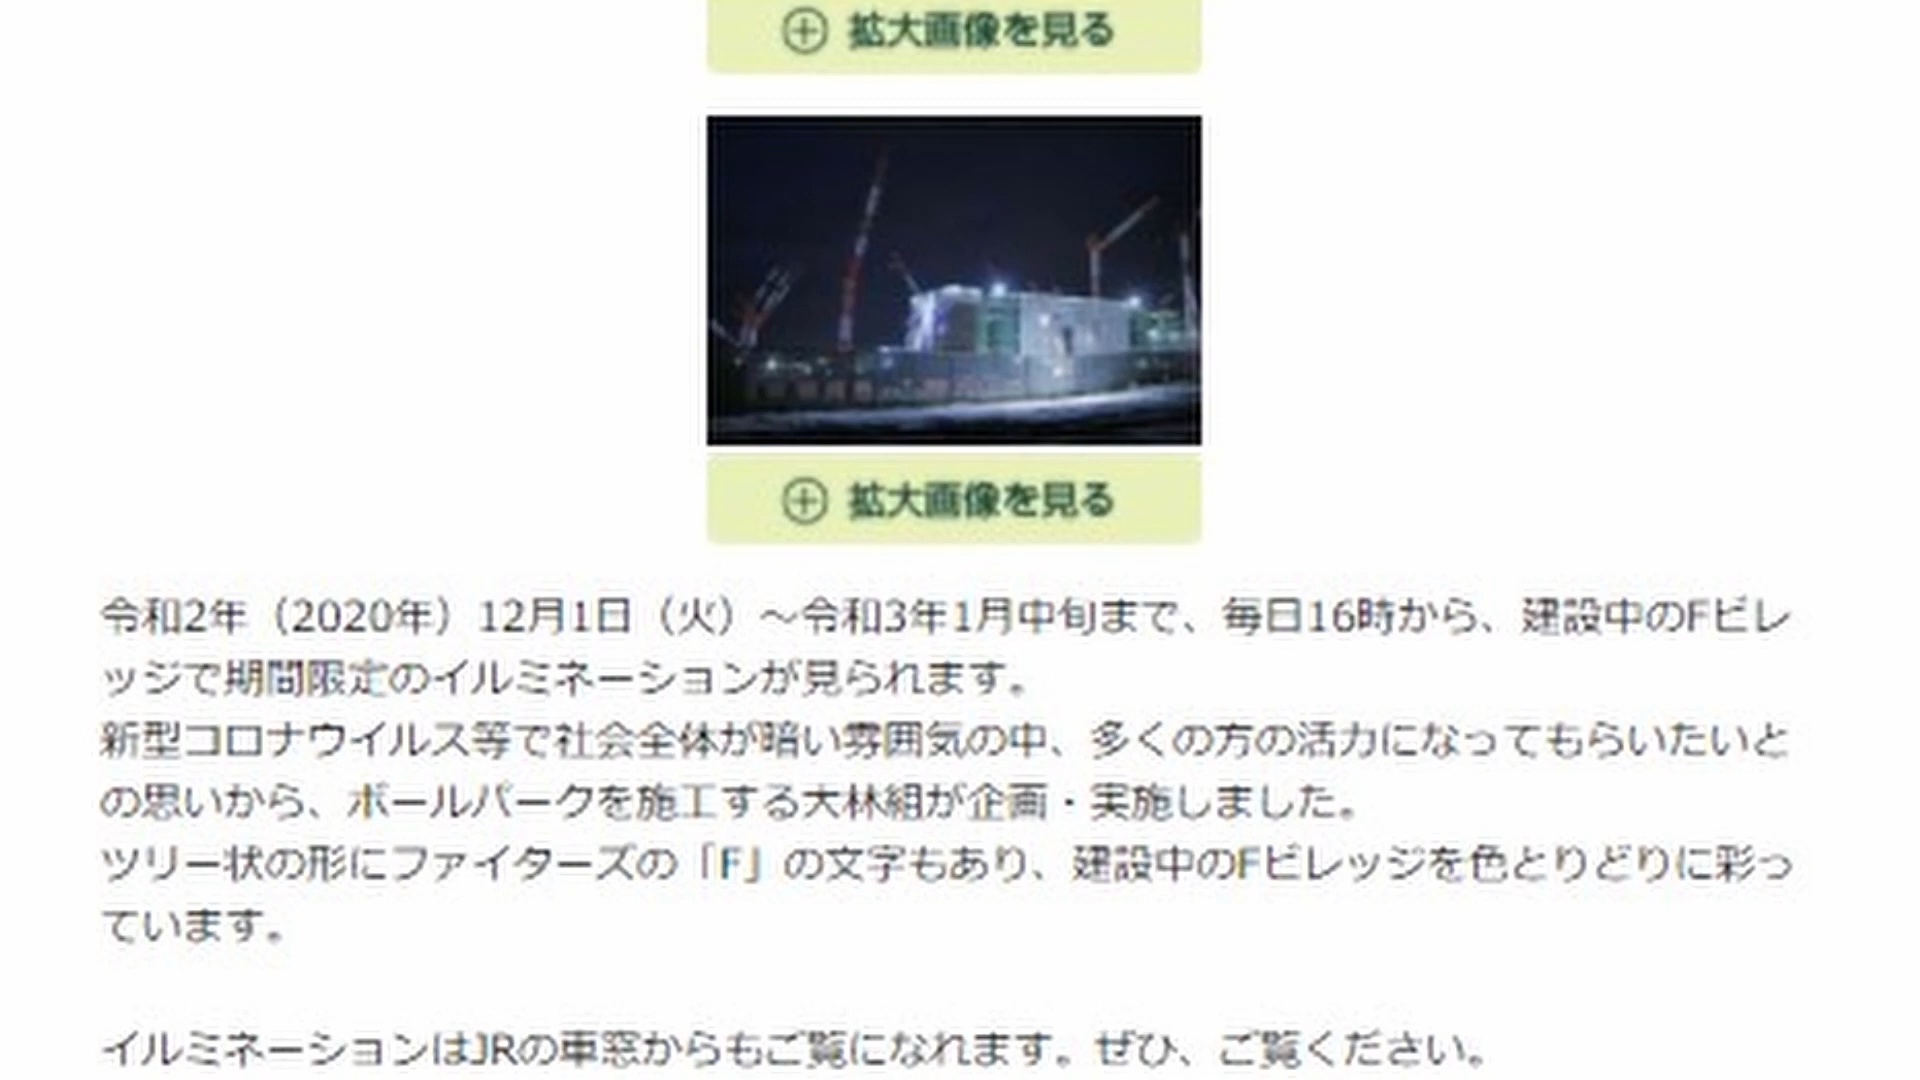 拡大画像を見る
拡大画像を見る
令和2年（2020年）12月1日（火）～令和3年1月中旬まで、毎日16時から、建設中のFビレ
ッジで期間限定のイルミネーションが見られます。
新型コロナウイルス等で社会全体が暗い雰囲気の中、多くの方の活力になってもらいたいと
の思いから、ボールパークを施工する大林組が企画・実施しました。
ツリー状の形にファイターズの「F」の文字もあり、建設中のFビレッジを色とりどりに彩っ
ています。
イルミネーションはJRの車窓からもご覧になれます。ぜひ、ご覧ください。